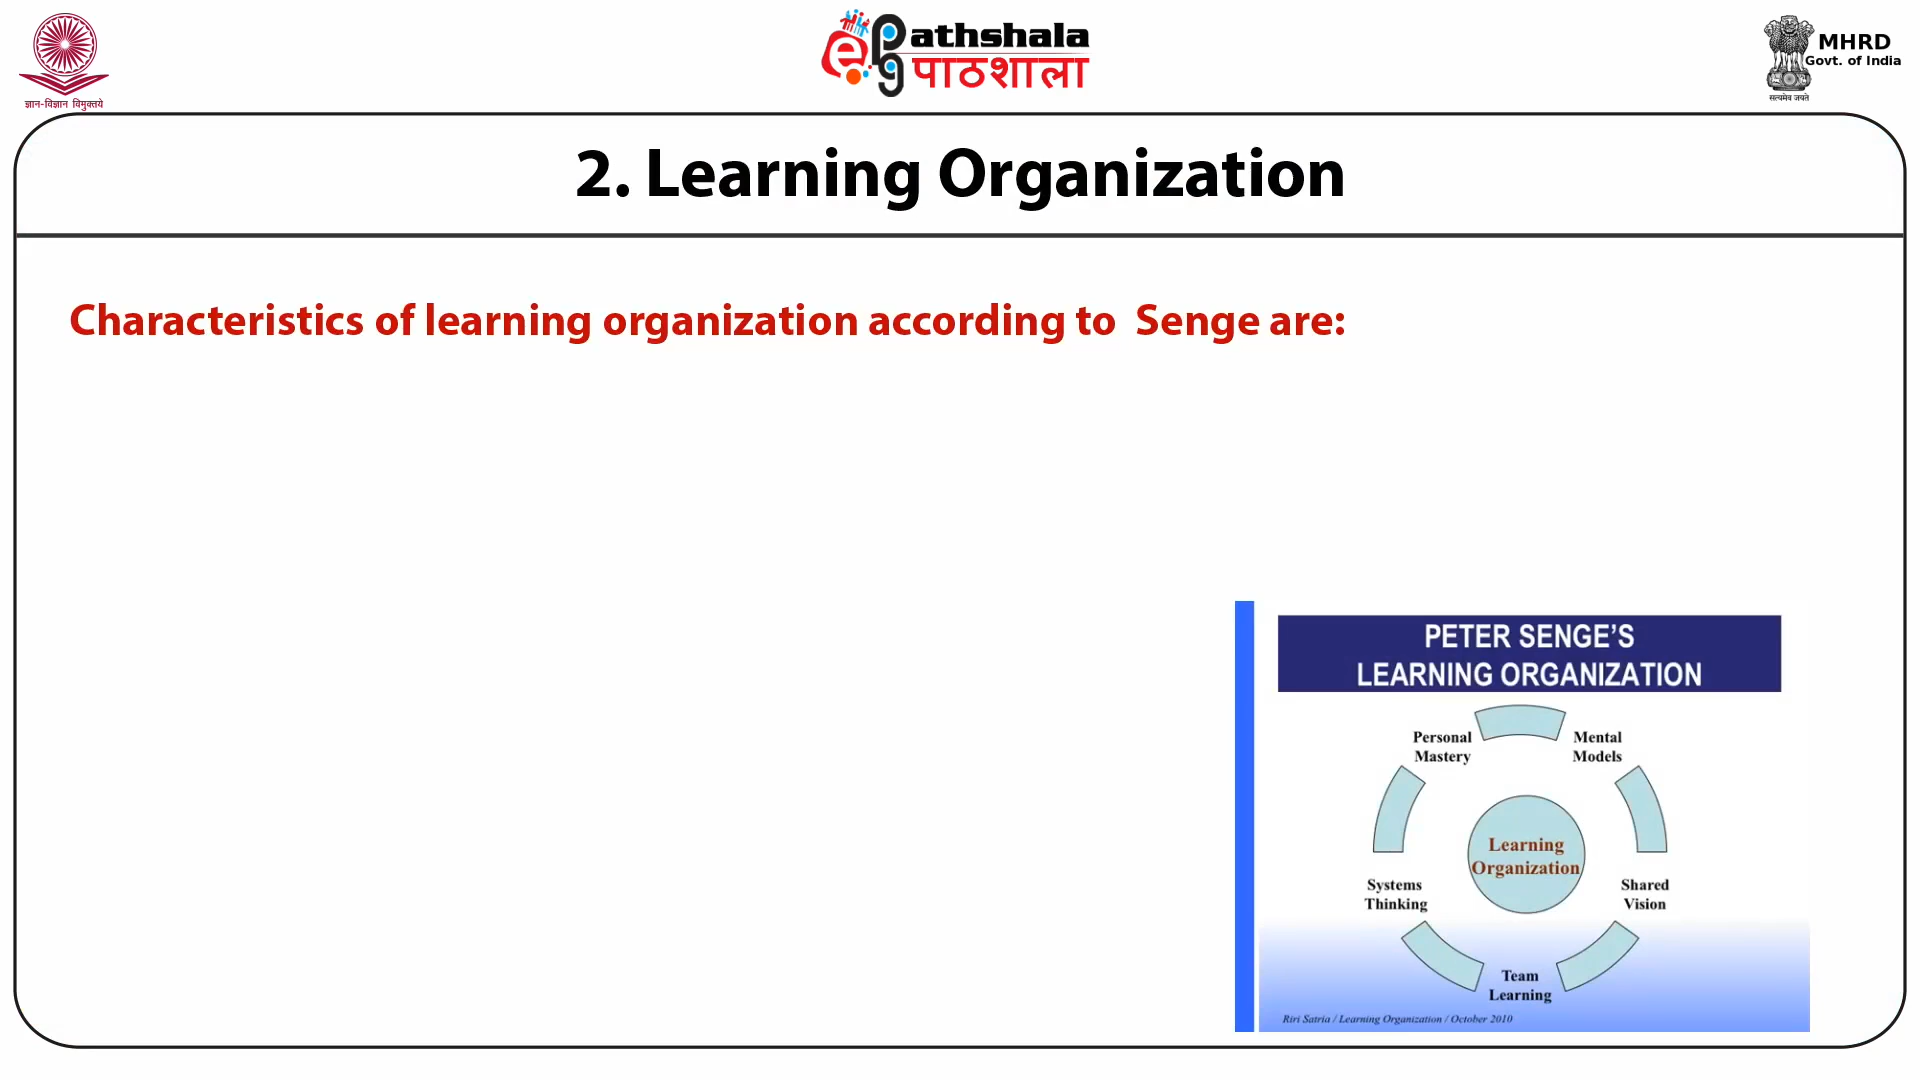 ज्ञान-विज्ञान विमुक्तये
ePathshala
पाठशाला
MHRD
Govt. of India
सत्यमेव जयते
2. Learning Organization
Characteristics of learning organization according to Senge are:
PETER SENGE'S
LEARNING ORGANIZATION
Personal
Mastery
Mental
Models
Learning
Organization
Systems
Thinking
Shared
Vision
Team
Learning
Riri Satria / Learning Organization / October 2010